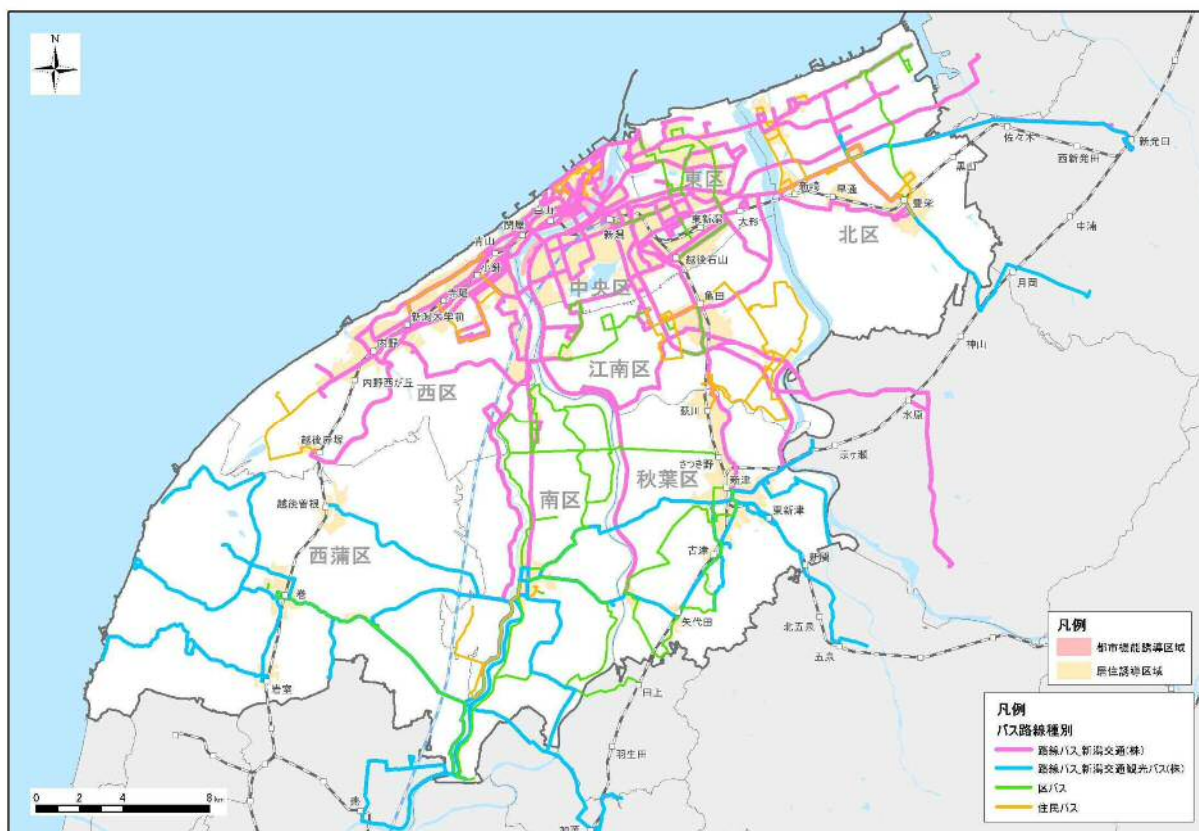 N
佐々木
新発田
西新発田
黒山
中浦
月岡
神山
水原
京ヶ瀬
東区
新崎
早通
豊栄
北区
大形
東新潟
新潟
白山
関屋
青山
小針
寺尾
新潟大学前
内野
内野西が丘
越後赤塚
越後曽根
中央区
越後石山
亀田
江南区
西区
荻川
さつき野
秋葉区
新津
東新津
南区
古津
新関
西蒲区
巻
矢代田
北五泉
五泉
岩室
田上
羽生田
加茂
0 2 4 8 km
凡例
都市機能誘導区域
居住誘導区域
凡例
バス路線種別
路線バス_新潟交通(株)
路線バス_新潟交通観光バス(株)
区バス
住民バス